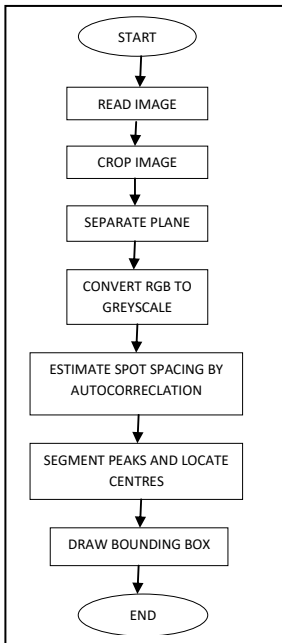 START
READ IMAGE
CROP IMAGE
SEPARATE PLANE
CONVERT RGB TO
GREYSCALE
ESTIMATE SPOT SPACING BY
AUTOCORRECLATION
SEGMENT PEAKS AND LOCATE
CENTRES
DRAW BOUNDING BOX
END